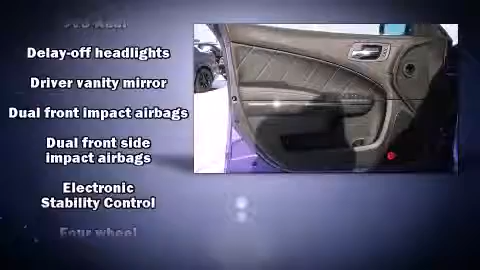 Delay-off headlights
Driver vanity mirror
Dual front impact airbags
Dual front side
impact airbags
Electronic
Stability Control
Four wheel